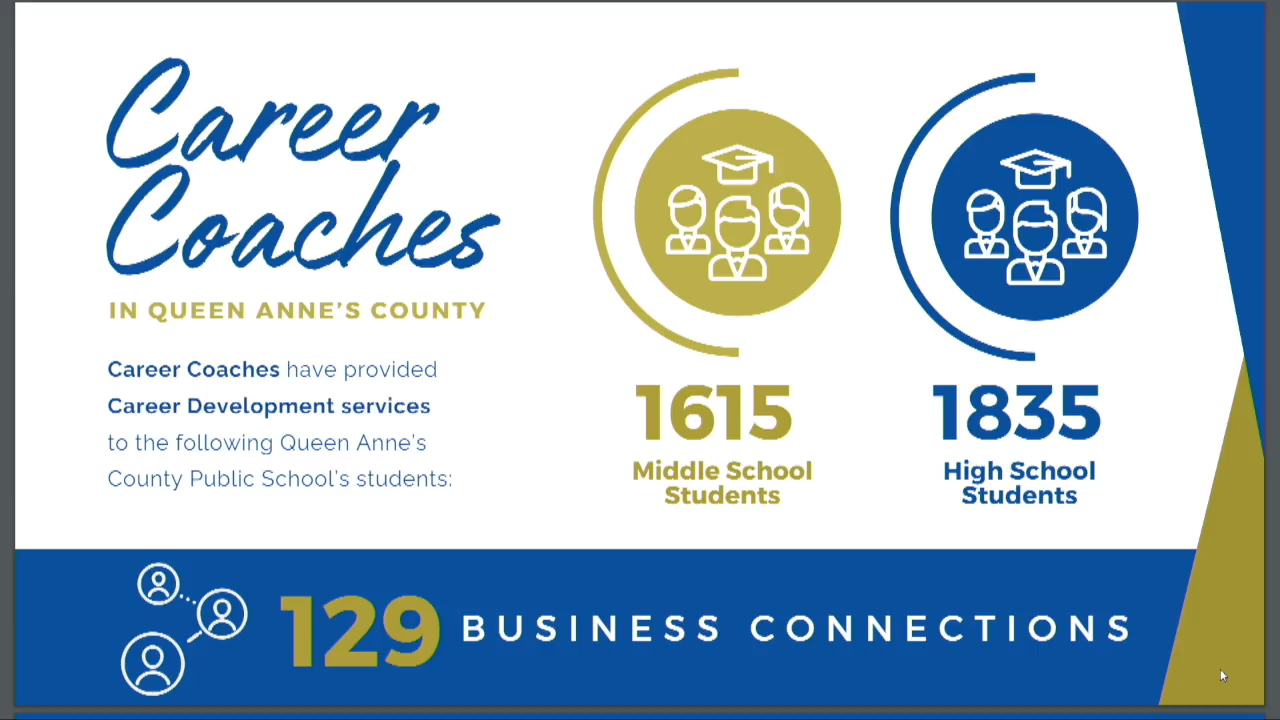 Career
Coaches
IN QUEEN ANNE'S COUNTY
Career Coaches have provided
Career Development services
to the following Queen Anne's
County Public School's students:
1615
Middle School
Students
1835
High School
Students
129 BUSINESS CONNECTIONS